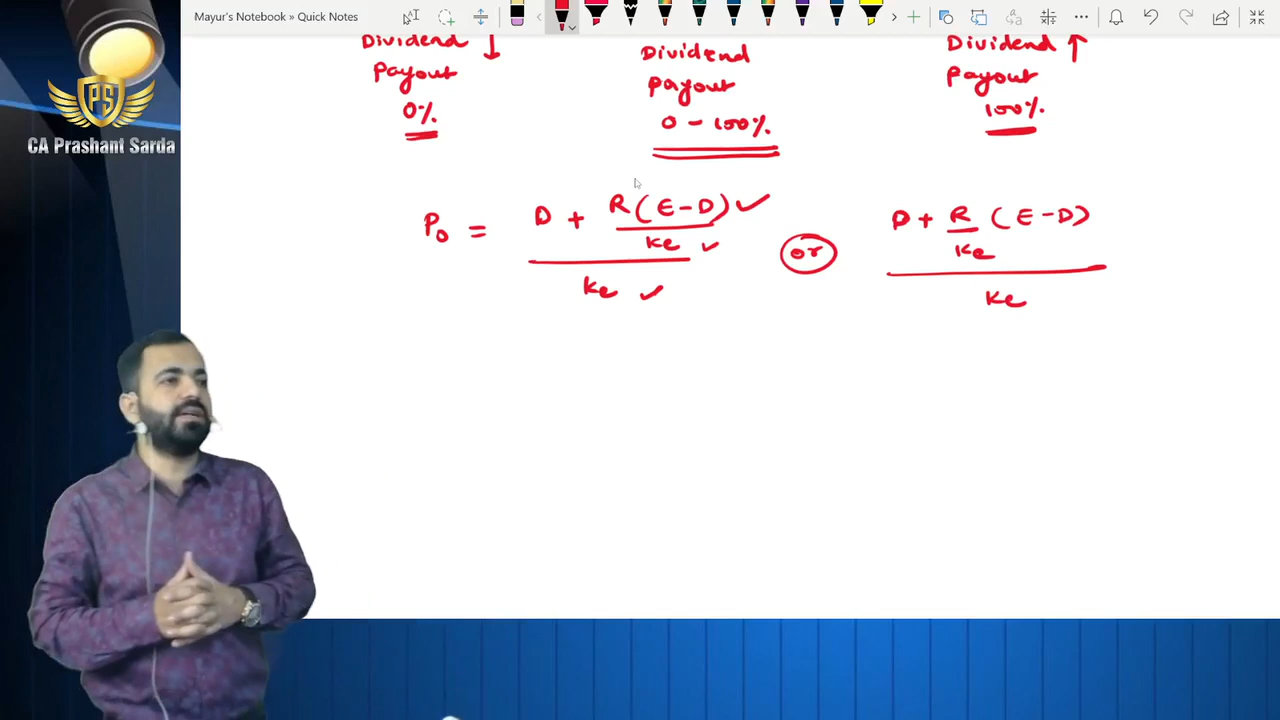 Mayur's Notebook » Quick Notes
PS
CA Prashant Sarda
Dividend ↓
Payout
0%
Dividend
Payout
0 - 100%
Dividend ↑
Payout
100%
P₀ = (D + R(E-D)/Ke)/Ke or (D + R/Ke (E-D))/Ke